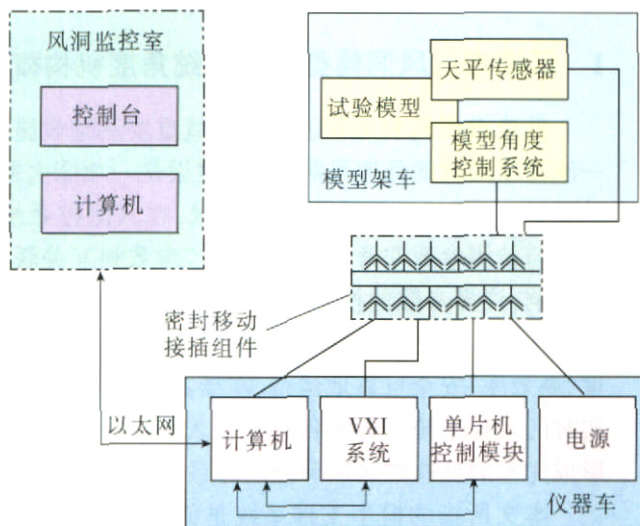 风洞监控室
控制台
计算机
天平传感器
试验模型
模型角度
控制系统
模型架车
密封移动
接插组件
以太网
计算机
VXI
系统
单片机
控制模块
电源
仪器车